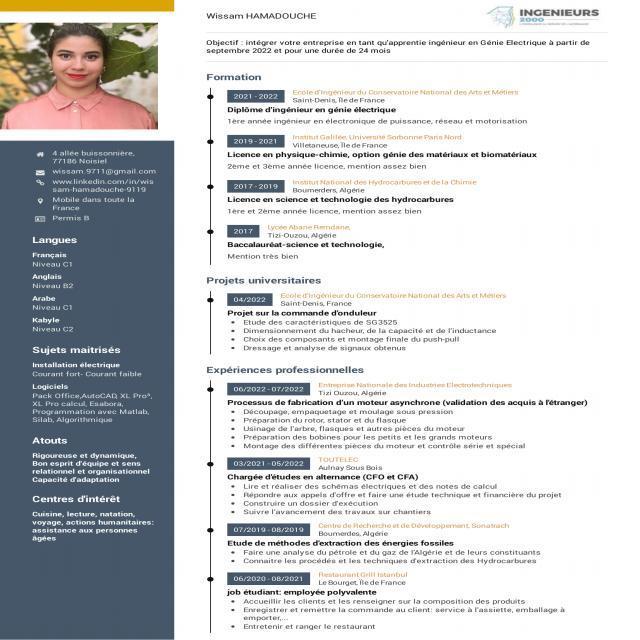 Wissam HAMADOUCHE
INGENIEURS
2000
Objectif : intégrer votre entreprise en tant qu'apprentie ingénieur en Génie Electrique à partir de
septembre 2022 et pour une durée de 24 mois
4 allée buissonnière,
77186 Noisiel
wissam.9711@gmail.com
www.linkedin.com/in/wis
sam-hamadouche-9119
Mobile dans toute la
France
Permis B
Langues
Français
Niveau C1
Anglais
Niveau B2
Arabe
Niveau C1
Kabyle
Niveau C2
Sujets maitrisés
Installation électrique
Courant fort- Courant faible
Logiciels
Pack Office,AutoCAD, XL Pro³,
XL Pro calcul, Esabora,
Programmation avec Matlab,
Silab, Algorithmique
Atouts
Rigoureuse et dynamique,
Bon esprit d'équipe et sens
relationnel et organisationnel
Capacité d'adaptation
Centres d'intérêt
Cuisine, lecture, natation,
voyage, actions humanitaires:
assistance aux personnes
âgées
Formation
2021 - 2022
Ecole d'Ingénieur du Conservatoire National des Arts et Métiers
Saint-Denis, Île de France
Diplôme d'ingénieur en génie électrique
1ère année ingénieur en électronique de puissance, réseau et motorisation
2019 - 2021
Institut Galilée, Université Sorbonne Paris Nord
Villetaneuse, Île de France
Licence en physique-chimie, option génie des matériaux et biomatériaux
2ème et 3ème année licence, mention assez bien
2017 - 2019
Institut National des Hydrocarbures et de la Chimie
Boumerders, Algérie
Licence en science et technologie des hydrocarbures
1ère et 2ème année licence, mention assez bien
2017
Lycée Abane Ramdane,
Tizi-Ouzou, Algérie
Baccalauréat-science et technologie,
Mention très bien
Projets universitaires
04/2022
Ecole d'Ingénieur du Conservatoire National des Arts et Métiers
Saint-Denis, France
Projet sur la commande d'onduleur
• Etude des caractéristiques de SG3525
• Dimensionnement du hacheur, de la capacité et de l'inductance
• Choix des composants et montage finale du push-pull
• Dressage et analyse de signaux obtenus
Expériences professionnelles
06/2022 - 07/2022
Entreprise Nationale des Industries Electrotechniques
Tizi Ouzou, Algérie
Processus de fabrication d'un moteur asynchrone (validation des acquis à l'étranger)
• Découpage, empaquetage et moulage sous pression
• Préparation du rotor, stator et du flasque
• Usinage de l'arbre, flasques et autres pièces du moteur
• Préparation des bobines pour les petits et les grands moteurs
• Montage des différentes pièces du moteur et contrôle série et spécial
03/2021 - 05/2022
TOUTELEC
Aulnay Sous Bois
Chargée d'études en alternance (CFO et CFA)
• Lire et réaliser des schémas électriques et des notes de calcul
• Répondre aux appels d'offre et faire une étude technique et financière du projet
• Construire un dossier d'exécution
• Suivre l'avancement des travaux sur chantiers
07/2019 - 08/2019
Centre de Recherche et de Développement, Sonatrach
Boumerdes, Algérie
Etude de méthodes d'extraction des énergies fossiles
• Faire une analyse du pétrole et du gaz de l'Algérie et de leurs constituants
• Connaitre les procédés et les techniques d'extraction des Hydrocarbures
06/2020 - 08/2021
Restaurant Grill Istanbul
Le Bourget, Île de France
job étudiant: employée polyvalente
• Accueillir les clients et les renseigner sur la composition des produits
• Enregistrer et remettre la commande au client: service à l'assiette, emballage à
emporter,...
• Entretenir et ranger le restaurant